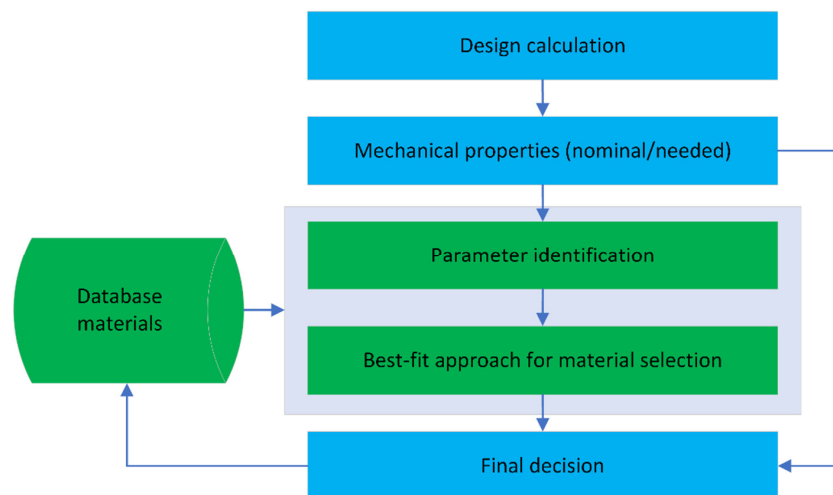 Design calculation
Mechanical properties (nominal/needed)
Parameter identification
Database
materials
Best-fit approach for material selection
Final decision